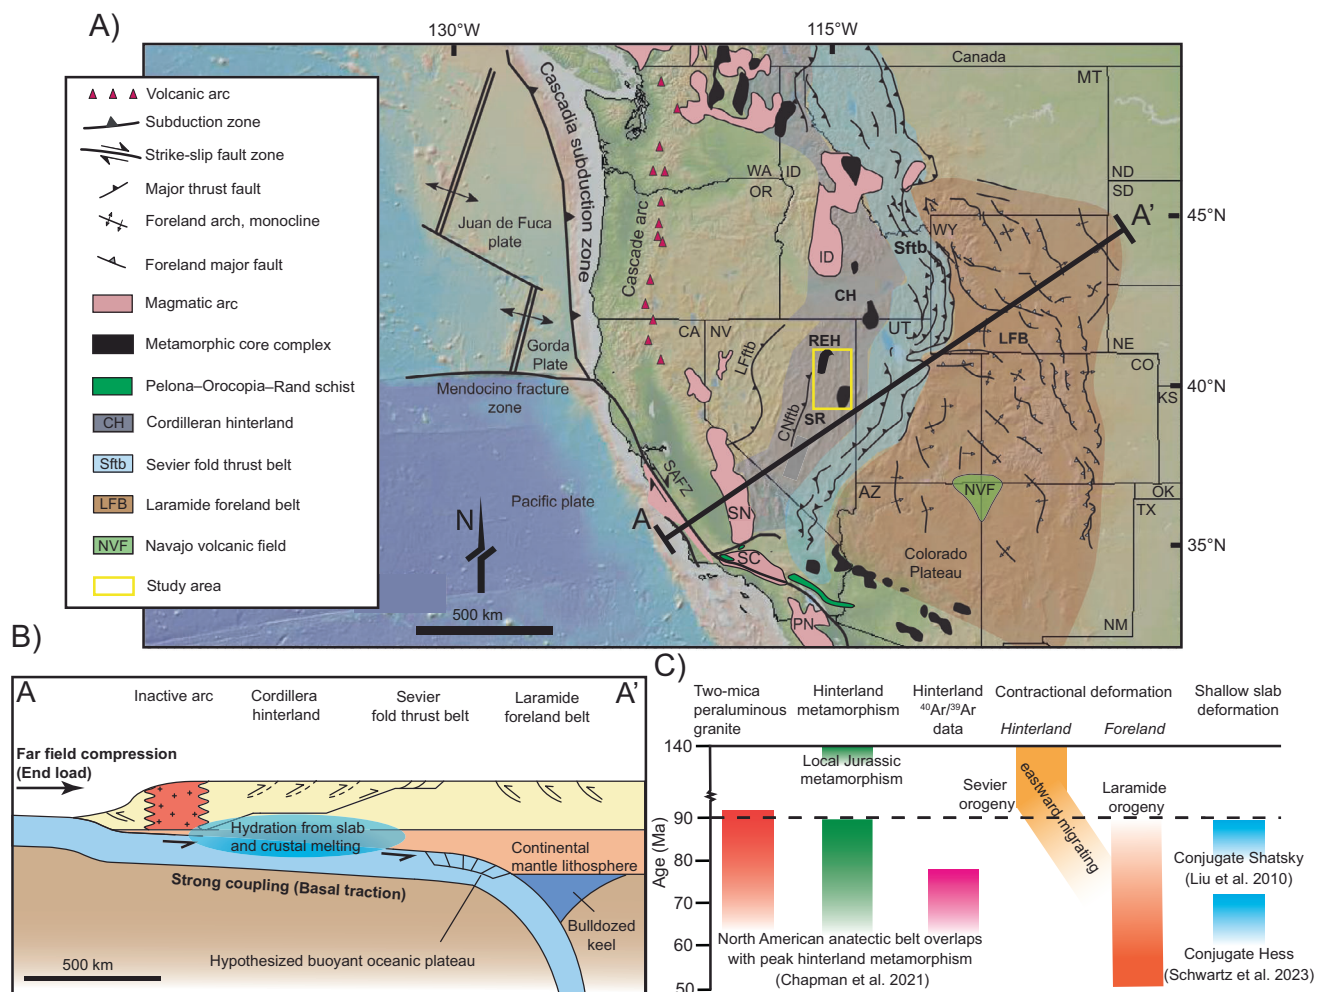 A)
130°W
115°W
Volcanic arc
Subduction zone
Strike-slip fault zone
Major thrust fault
Foreland arch, monocline
Foreland major fault
Magmatic arc
Metamorphic core complex
Pelona–Orocopia–Rand schist
CH
Cordilleran hinterland
Sftb
Sevier fold thrust belt
LFB
Laramide foreland belt
NVF
Navajo volcanic field
Study area
Canada
MT
ND
SD
WA
ID
OR
WY
45°N
A'
Cascadia subduction zone
Cascade arc
Juan de Fuca
plate
Gorda
Plate
Mendocino fracture
zone
Pacific plate
N
500 km
ID
CH
Sftb
UT
CA
NV
REH
LFftb
CNftb
SR
LFB
NE
CO
KS
40°N
SAFZ
A
SN
SC
PN
AZ
NVF
OK
TX
Colorado
Plateau
NM
35°N
B)
A
A'
Inactive arc
Cordillera
hinterland
Sevier
fold thrust belt
Laramide
foreland belt
Far field compression
(End load)
Hydration from slab
and crustal melting
Continental
mantle lithosphere
Strong coupling (Basal traction)
Bulldozed
keel
Hypothesized buoyant oceanic plateau
500 km
C)
Two-mica
peraluminous
granite
Hinterland
metamorphism
Hinterland
⁴⁰Ar/³⁹Ar
data
Contractional deformation
Hinterland
Foreland
Shallow slab
deformation
Age (Ma)
140
90
80
70
60
50
Local Jurassic
metamorphism
Sevier
orogeny
eastward migrating
Laramide
orogeny
Conjugate Shatsky
(Liu et al. 2010)
Conjugate Hess
(Schwartz et al. 2023)
North American anatectic belt overlaps
with peak hinterland metamorphism
(Chapman et al. 2021)